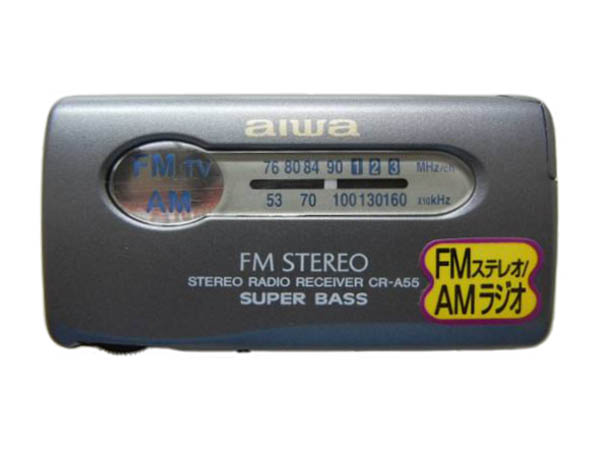 aiwa
FM TV
AM
76 80 84 90 1 2 3 MHz/ch
53 70 100 130 160 X10kHz
FM STEREO
STEREO RADIO RECEIVER CR-A55
SUPER BASS
FMステレオ/
AMラジオ